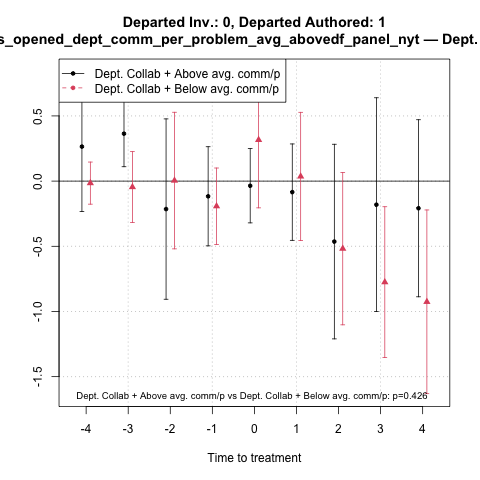 Departed Inv.: 0, Departed Authored: 1
s_opened_dept_comm_per_problem_avg_abovedf_panel_nyt — Dept.
Dept. Collab + Above avg. comm/p
Dept. Collab + Below avg. comm/p
0.5
0.0
-0.5
-1.0
-1.5
Dept. Collab + Above avg. comm/p vs Dept. Collab + Below avg. comm/p: p=0.426
-4 -3 -2 -1 0 1 2 3 4
Time to treatment